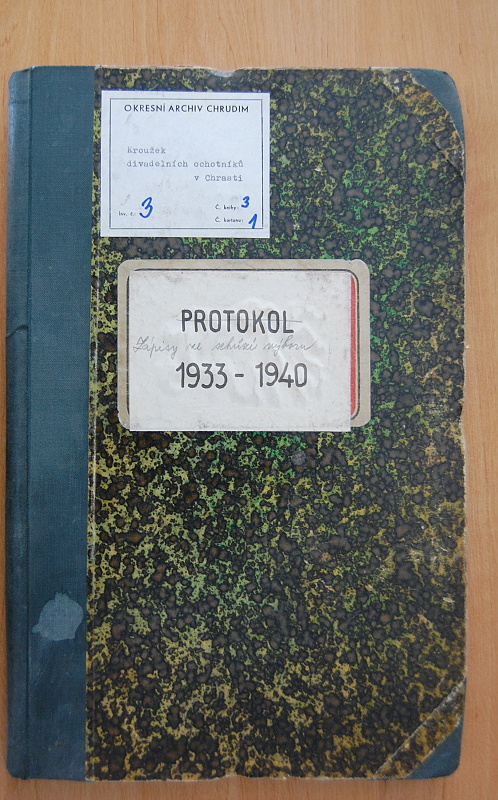 OKRESNÍ ARCHIV CHRUDIM
Kroužek
divadelních ochotníků
v Chrasti
Inv. č.: 3
Č. knihy: 3
Č. kartonu: 1
PROTOKOL
Zápisy ze schůzí výboru
1933 - 1940